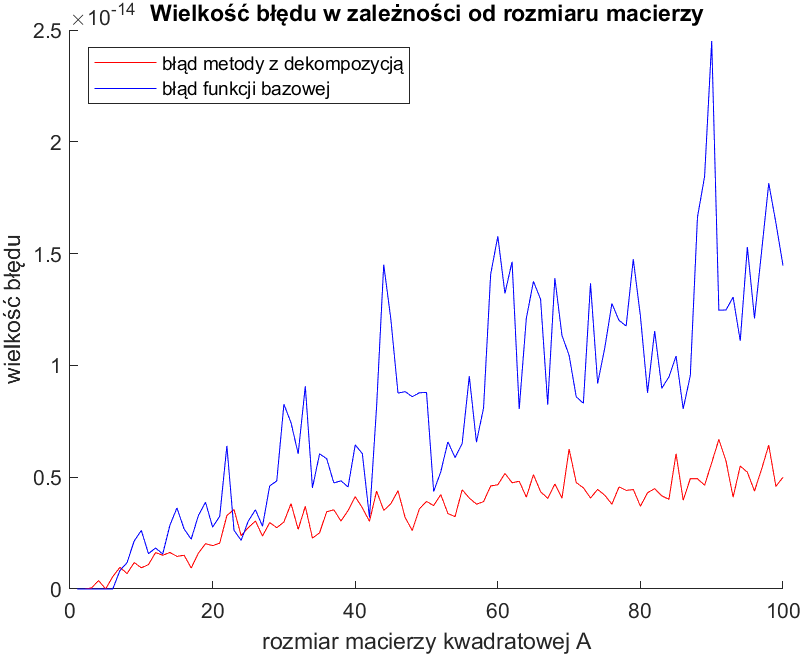 ×10⁻¹⁴
Wielkość błędu w zależności od rozmiaru macierzy
2.5
2
1.5
1
0.5
0
wielkość błędu
błąd metody z dekompozycją
błąd funkcji bazowej
0 20 40 60 80 100
rozmiar macierzy kwadratowej A